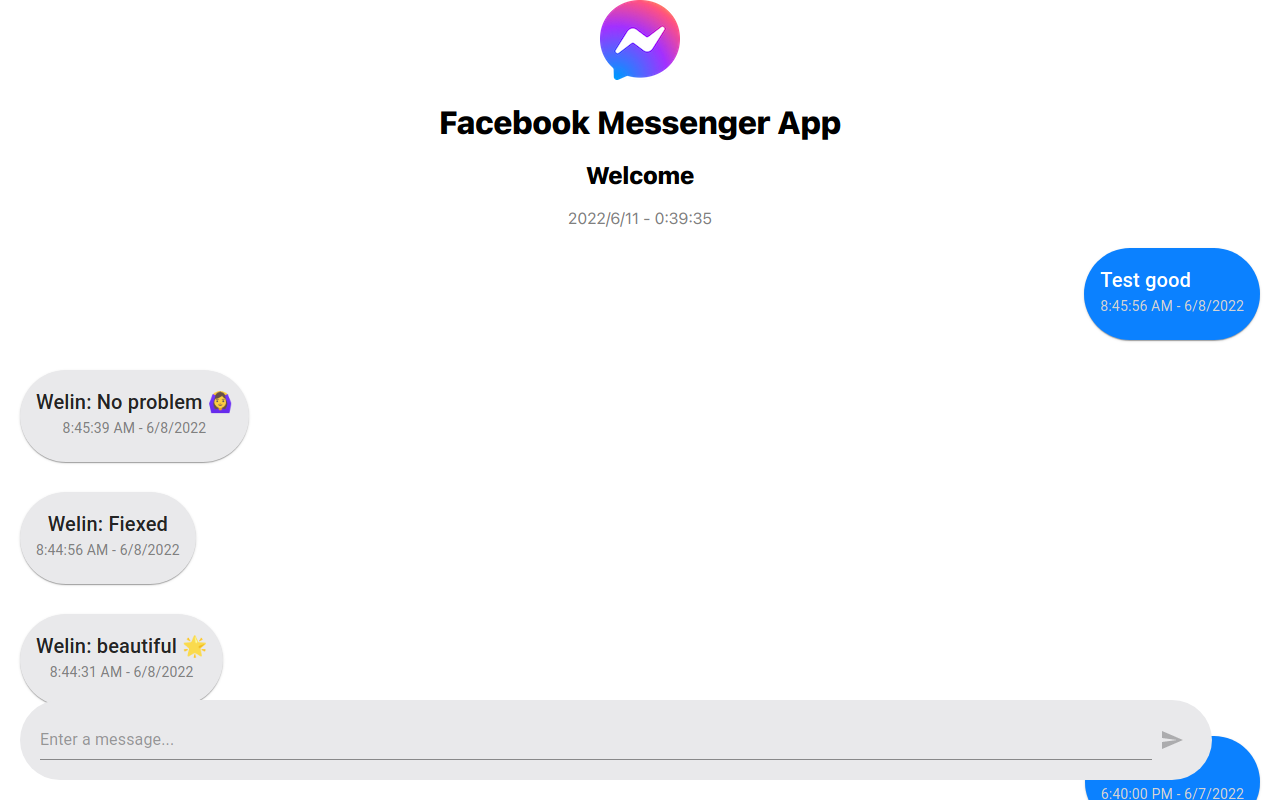 Facebook Messenger App
Welcome
2022/6/11 - 0:39:35
Test good
8:45:56 AM - 6/8/2022
Welin: No problem 🙆‍♀️
8:45:39 AM - 6/8/2022
Welin: Fiexed
8:44:56 AM - 6/8/2022
Welin: beautiful 🌟
8:44:31 AM - 6/8/2022
Enter a message...
6:40:00 PM - 6/7/2022